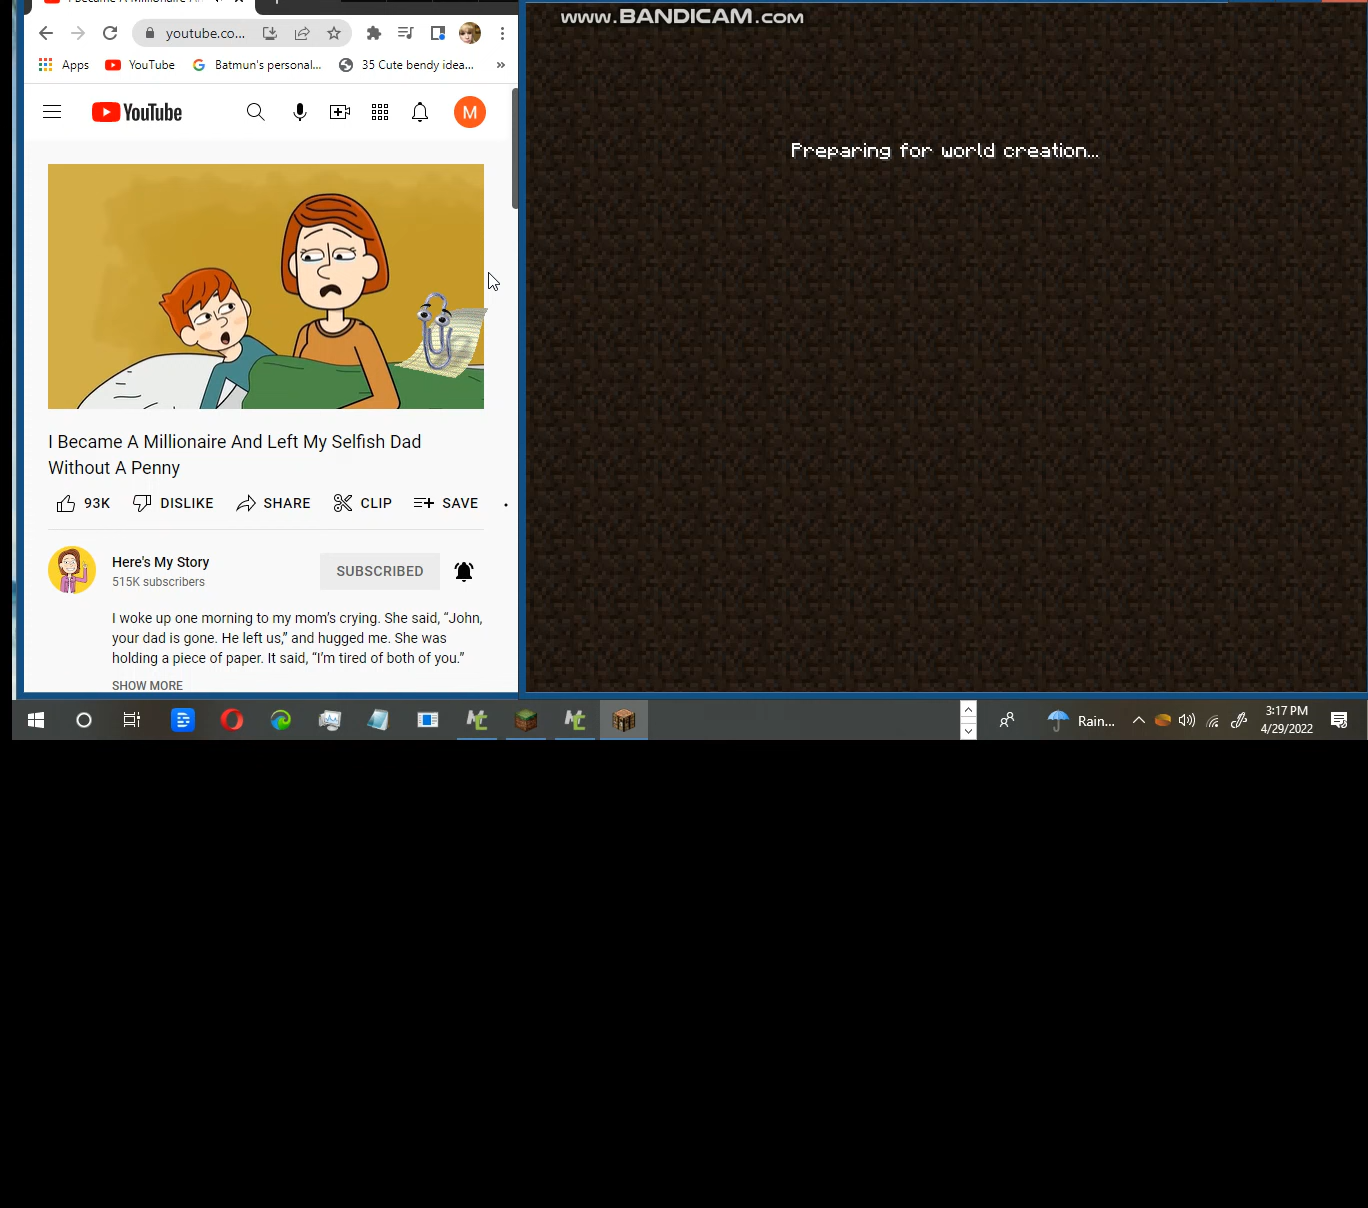 I Became A Millionaire An
youtube.co...
Apps
YouTube
Batmun's personal...
35 Cute bendy idea...
»
YouTube
M
I Became A Millionaire And Left My Selfish Dad
Without A Penny
93K
DISLIKE
SHARE
CLIP
SAVE
Here's My Story
515K subscribers
SUBSCRIBED
I woke up one morning to my mom's crying. She said, “John,
your dad is gone. He left us,” and hugged me. She was
holding a piece of paper. It said, “I'm tired of both of you.”
SHOW MORE
www.BANDICAM.com
Preparing for world creation...
Rain...
3:17 PM
4/29/2022